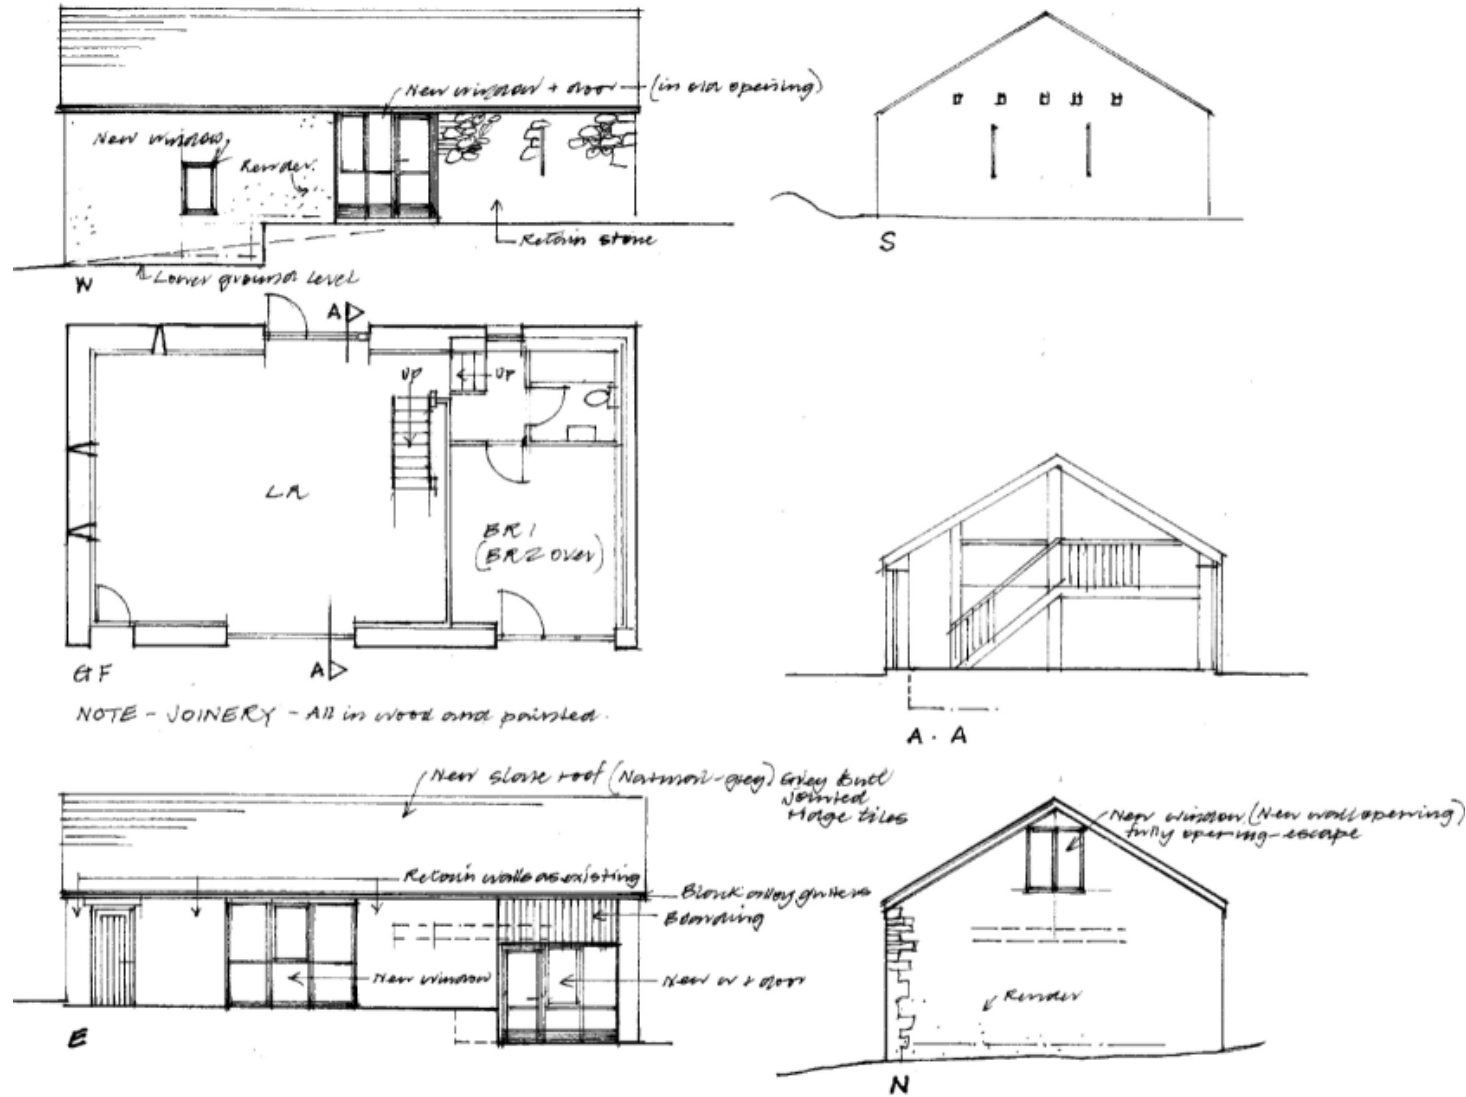 New window + door - (in old opening)
New window
Render.
Retain stone
Lower ground level
W
S
A
UP
UP
LR
BR1
(BR2 over)
A
GF
NOTE - JOINERY - All in wood and painted.
A . A
New slate roof (Natural-grey) Grey Butt
Jointed
Ridge tiles
New window. (New wall opening)
fully opening-escape
Retain walls as existing
Black alloy gutters
Boarding
New window
New w + door
Render
E
N